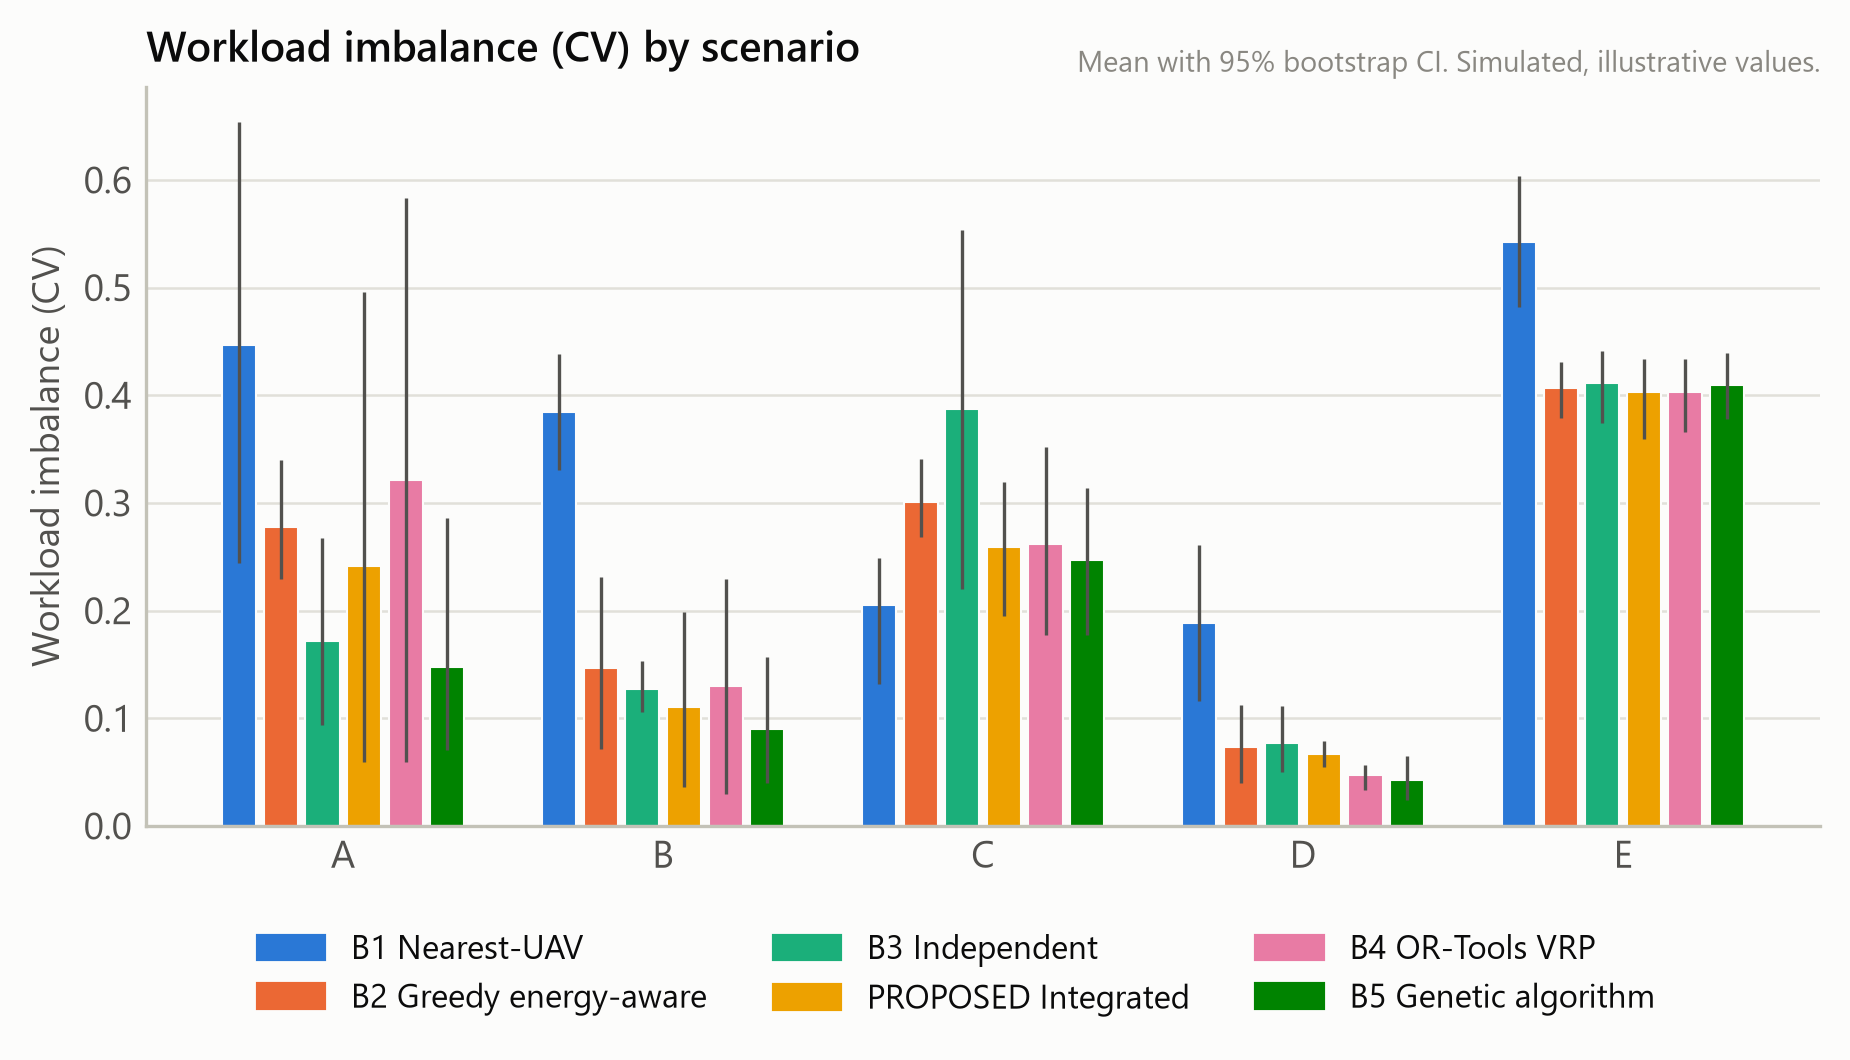 Workload imbalance (CV) by scenario
Mean with 95% bootstrap CI. Simulated, illustrative values.
Workload imbalance (CV)
0.6
0.5
0.4
0.3
0.2
0.1
0.0
A B C D E
B1 Nearest-UAV B3 Independent B4 OR-Tools VRP
B2 Greedy energy-aware PROPOSED Integrated B5 Genetic algorithm